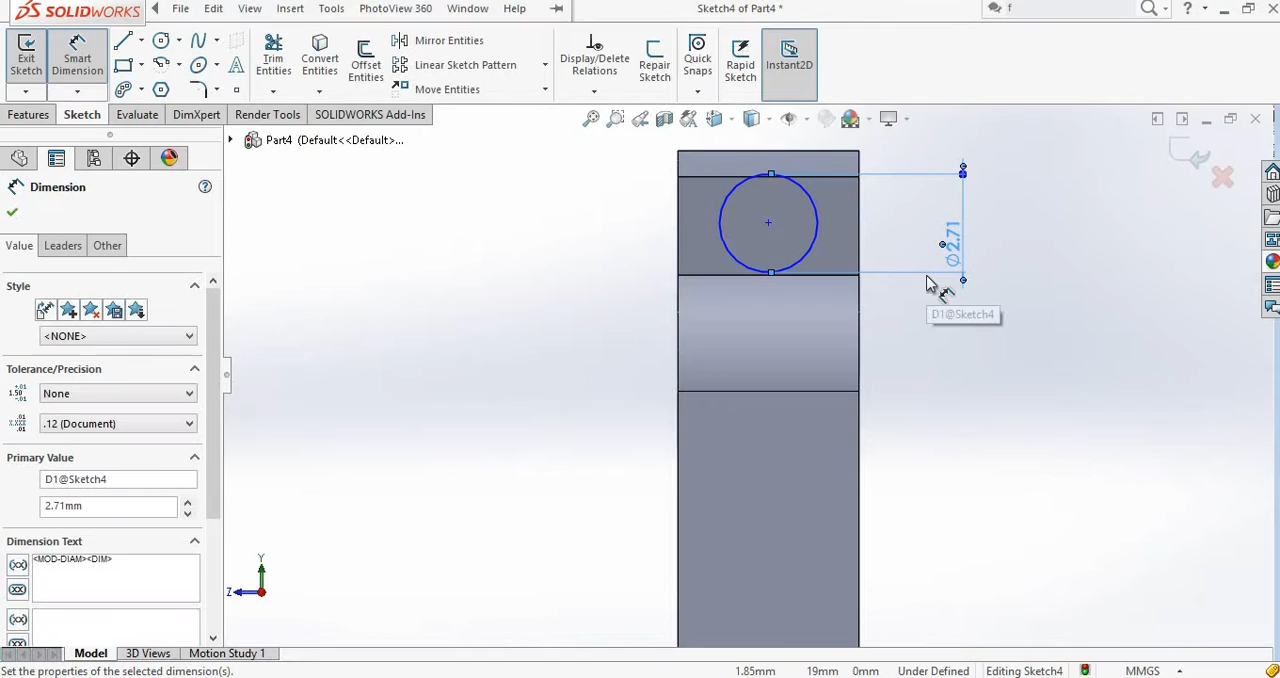 SOLIDWORKS
File Edit View Insert Tools PhotoView 360 Window Help
Sketch4 of Part4 *
f
?
Exit Sketch
Smart Dimension
Trim Entities
Convert Entities
Offset Entities
Mirror Entities
Linear Sketch Pattern
Move Entities
Display/Delete Relations
Repair Sketch
Quick Snaps
Rapid Sketch
Instant2D
Features Sketch Evaluate DimXpert Render Tools SOLIDWORKS Add-Ins
Part4 (Default<<Default>...
Dimension
?
Value Leaders Other
Style
<NONE>
Tolerance/Precision
None
.12 (Document)
Primary Value
D1@Sketch4
2.71mm
Dimension Text
<MOD-DIAM><DIM>
Ø2.71
D1@Sketch4
Y
Z
Model 3D Views Motion Study 1
Set the properties of the selected dimension(s).
1.85mm 19mm 0mm Under Defined Editing Sketch4 MMGS